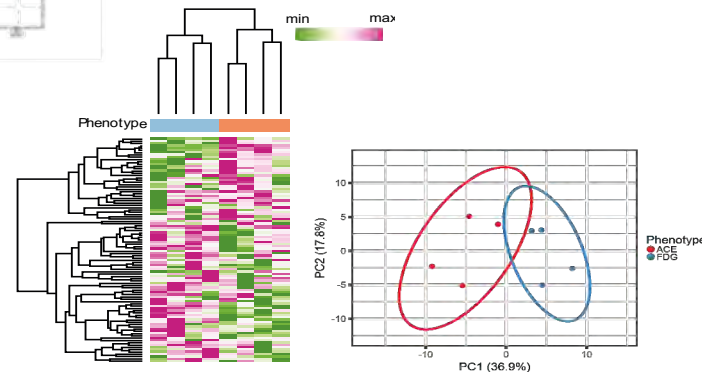 min max
Phenotype
10
5
0
-5
-10
PC2 (17.8%)
-10 0 10
PC1 (36.9%)
Phenotype
ACE
FDG